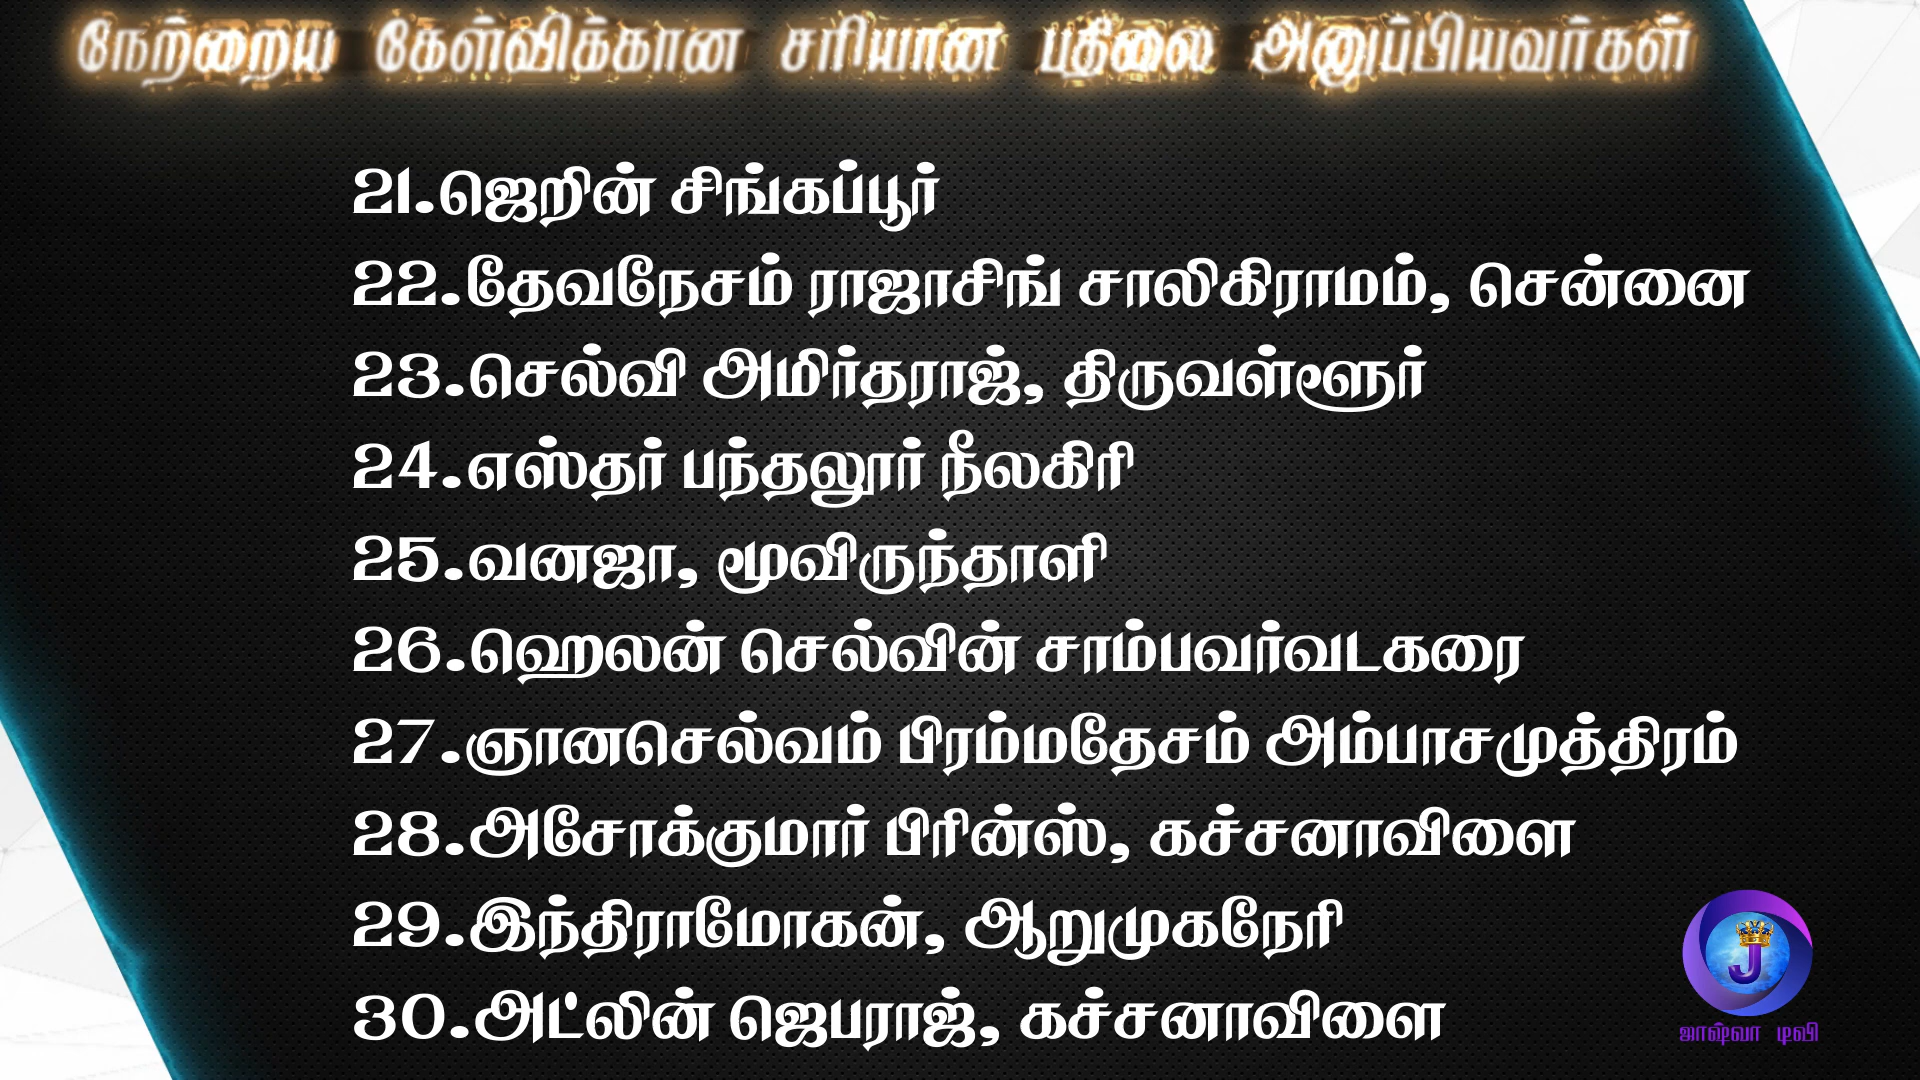 நேற்றைய கேள்விக்கான சரியான பதிலை அனுப்பியவர்கள்
21.ஜெறின் சிங்கப்பூர்
22.தேவநேசம் ராஜாசிங் சாலிகிராமம், சென்னை
23.செல்வி அமிர்தராஜ், திருவள்ளூர்
24.எஸ்தர் பந்தலூர் நீலகிரி
25.வனஜா, மூவிருந்தாளி
26.ஹெலன் செல்வின் சாம்பவர்வடகரை
27.ஞானசெல்வம் பிரம்மதேசம் அம்பாசமுத்திரம்
28.அசோக்குமார் பிரின்ஸ், கச்சனாவிளை
29.இந்திராமோகன், ஆறுமுகநேரி
30.அட்லின் ஜெபராஜ், கச்சனாவிளை
J
ஜாஷ்வா டிவி